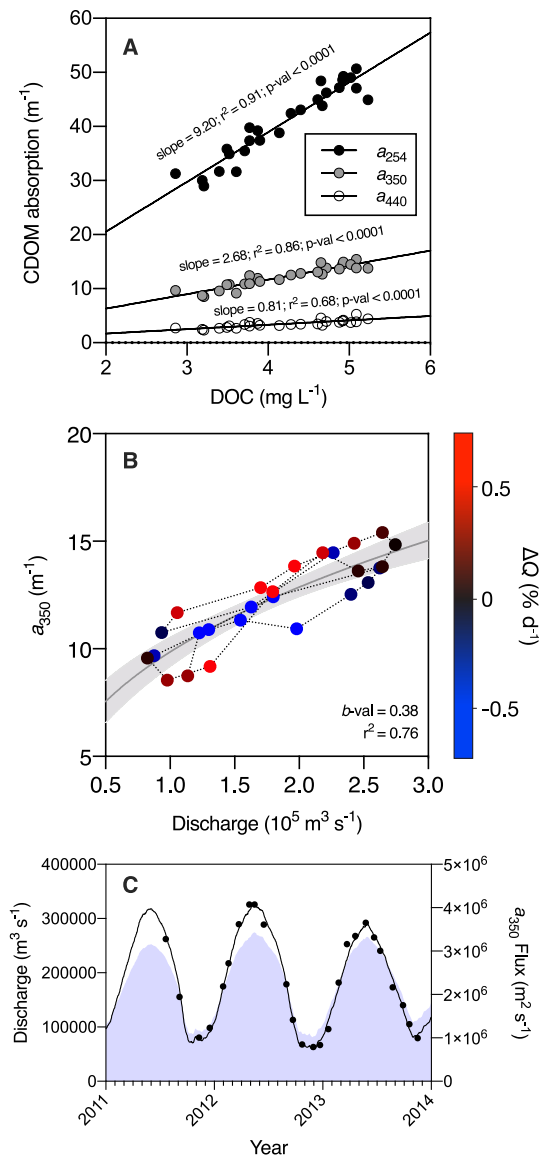 A
60
50
40
30
20
10
0
CDOM absorption (m⁻¹)
slope = 9.20; r² = 0.91; p-val < 0.0001
a₂₅₄
a₃₅₀
a₄₄₀
slope = 2.68; r² = 0.86; p-val < 0.0001
slope = 0.81; r² = 0.68; p-val < 0.0001
2 3 4 5 6
DOC (mg L⁻¹)
B
20
15
10
5
a₃₅₀ (m⁻¹)
b-val = 0.38
r² = 0.76
0.5 1.0 1.5 2.0 2.5 3.0
Discharge (10⁵ m³ s⁻¹)
0.5
0
-0.5
ΔQ (% d⁻¹)
C
400000
300000
200000
100000
0
Discharge (m³ s⁻¹)
5×10⁶
4×10⁶
3×10⁶
2×10⁶
1×10⁶
0
a₃₅₀ Flux (m² s⁻¹)
2011 2012 2013 2014
Year